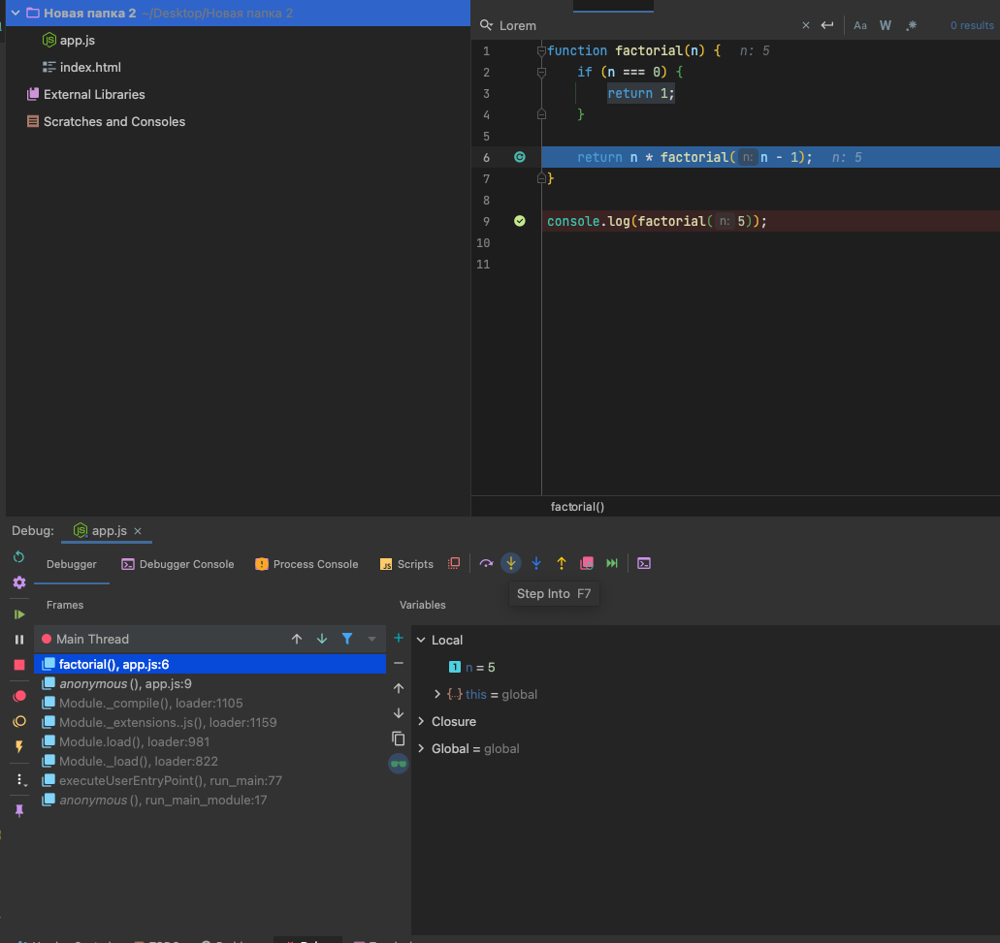 Новая папка 2 ~/Desktop/Новая папка 2
app.js
index.html
External Libraries
Scratches and Consoles
Lorem
Aa W .* 0 results
1 function factorial(n) { n: 5
2 if (n === 0) {
3 return 1;
4 }
5
6 return n * factorial( n: n - 1); n: 5
7 }
8
9 console.log(factorial( n: 5));
10
11
factorial()
Debug: app.js
Debugger Debugger Console Process Console Scripts
Step Into F7
Frames Variables
Main Thread
factorial(), app.js:6
anonymous (), app.js:9
Module._compile(), loader:1105
Module._extensions..js(), loader:1159
Module.load(), loader:981
Module._load(), loader:822
executeUserEntryPoint(), run_main:77
anonymous (), run_main_module:17
Local
n = 5
this = global
Closure
Global = global